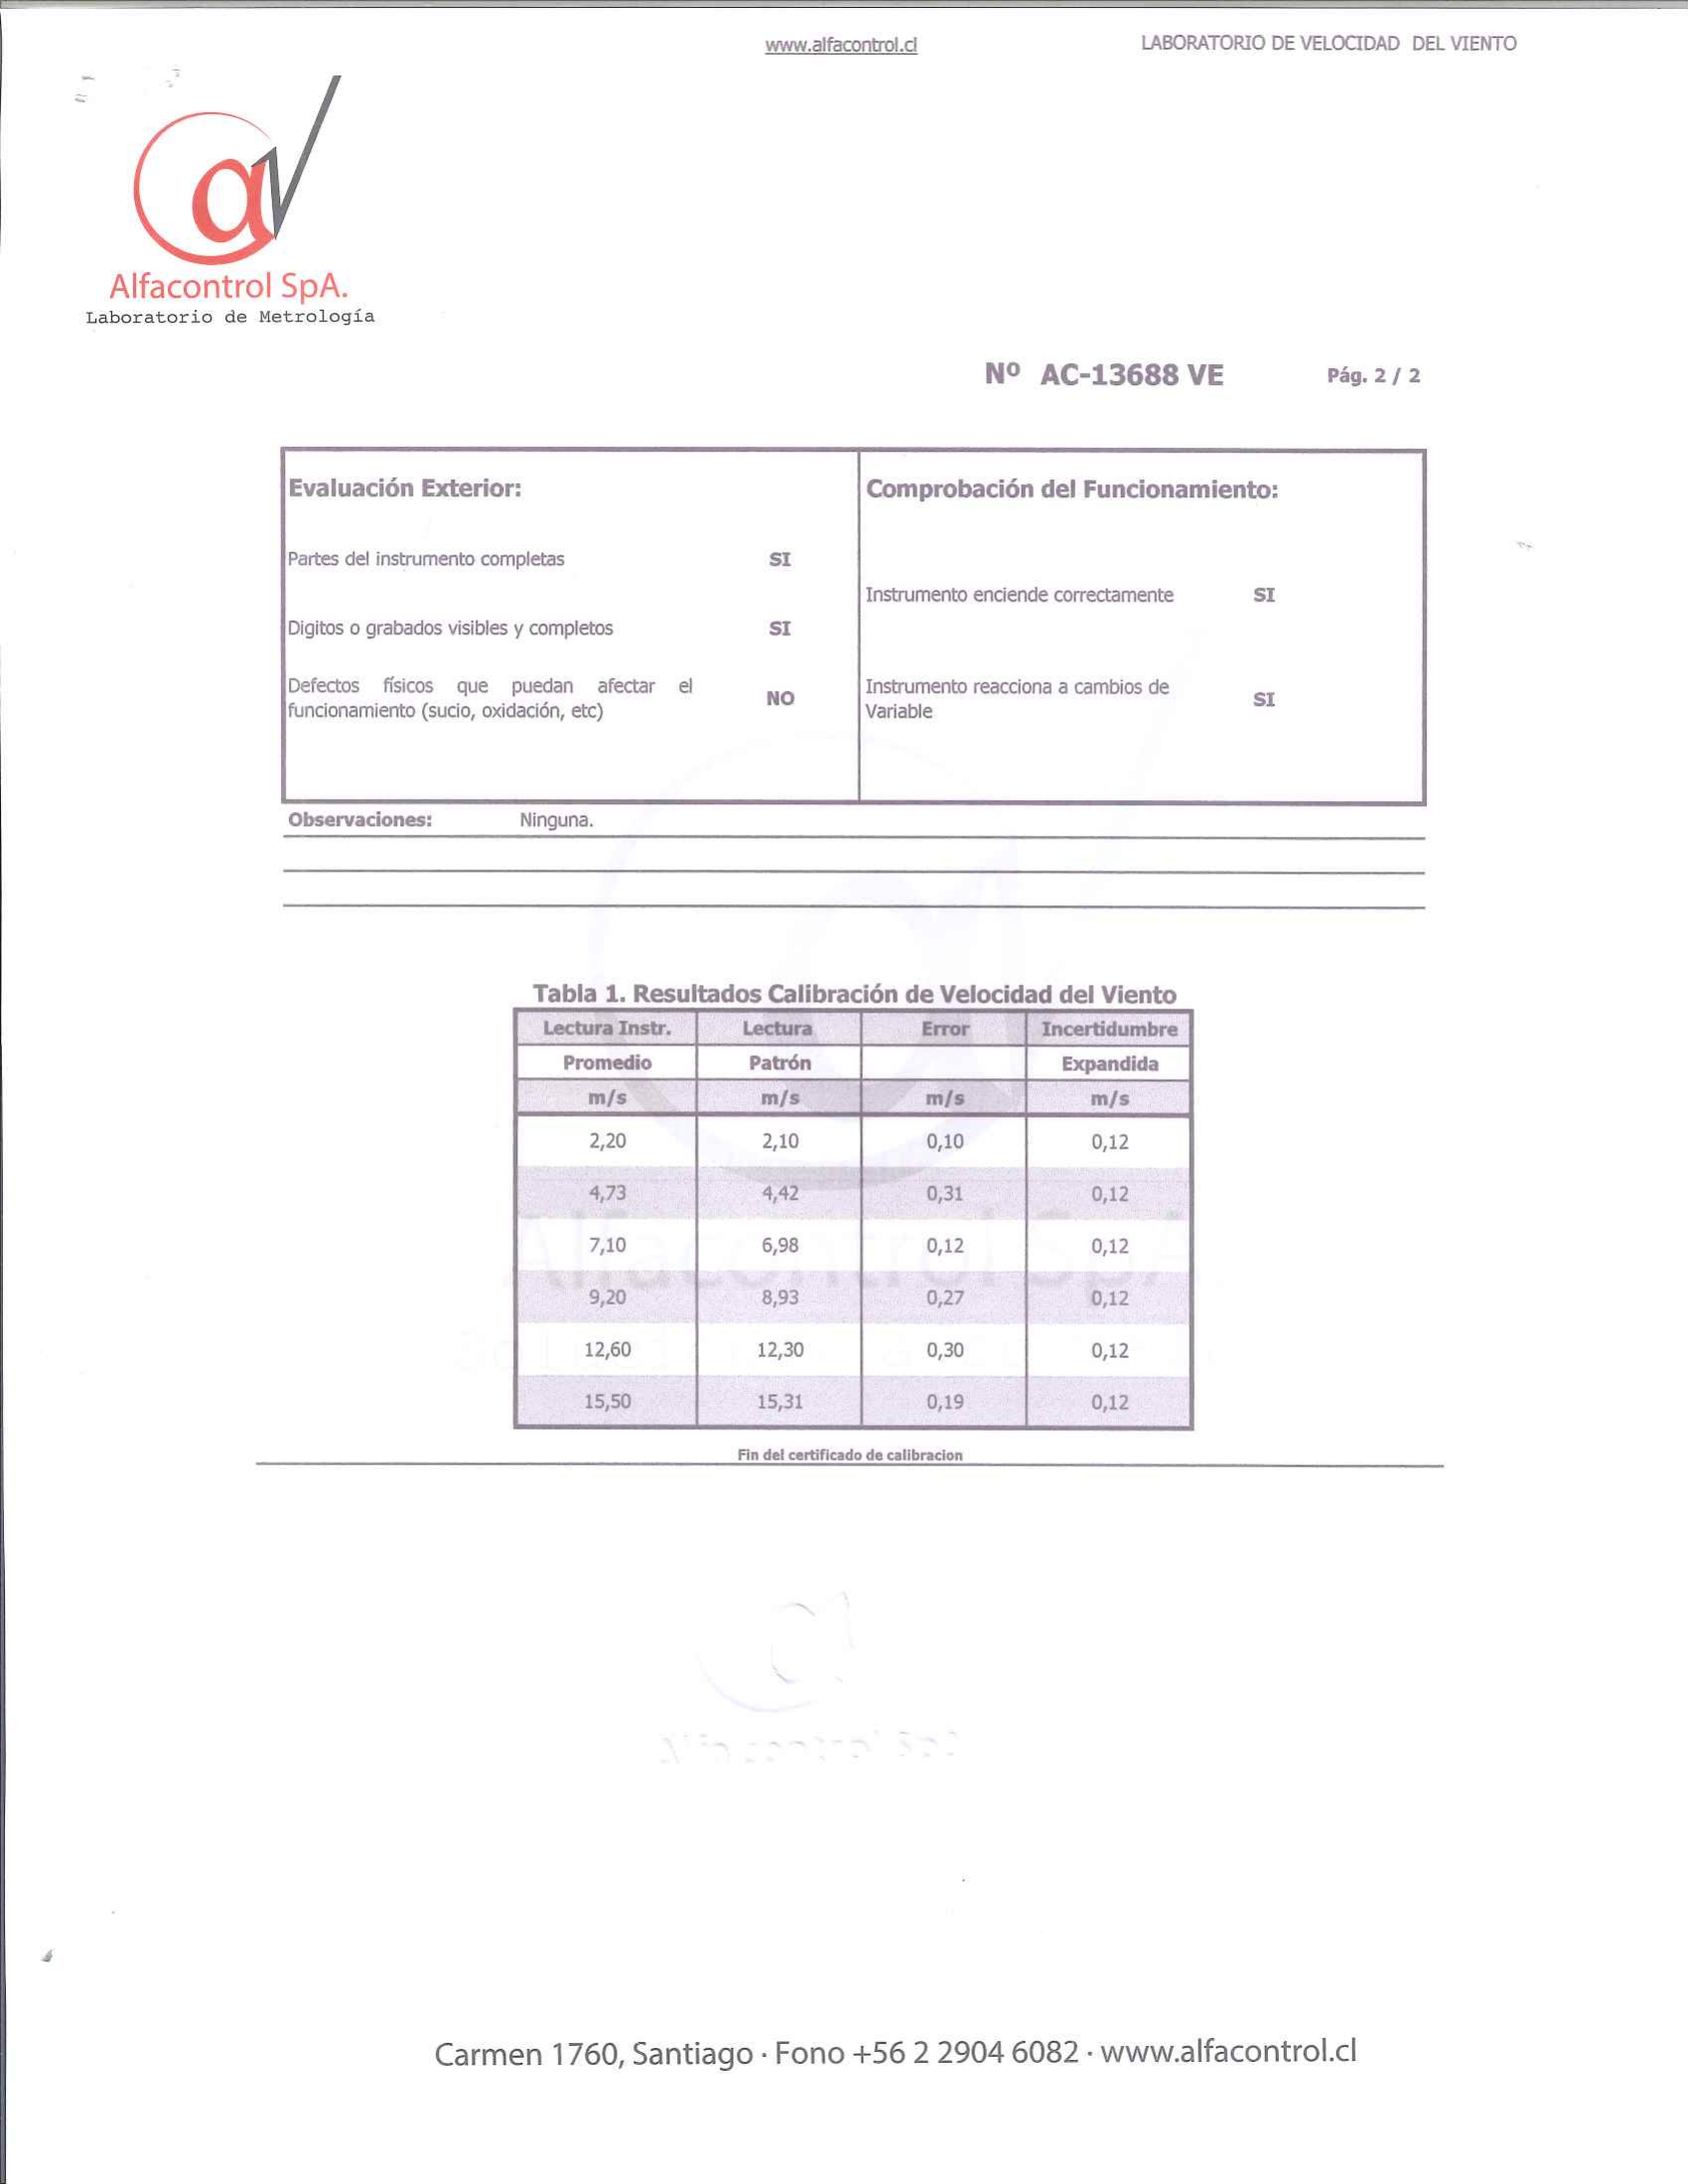 www.alfacontrol.cl LABORATORIO DE VELOCIDAD DEL VIENTO
a
Alfacontrol SpA.
Laboratorio de Metrología
Nº AC-13688 VE Pág. 2 / 2
Evaluación Exterior: Comprobación del Funcionamiento:
Partes del instrumento completas SI
Instrumento enciende correctamente SI
Digitos o grabados visibles y completos SI
Defectos físicos que puedan afectar el
funcionamiento (sucio, oxidación, etc) NO
Instrumento reacciona a cambios de
Variable SI
Observaciones: Ninguna.
Tabla 1. Resultados Calibración de Velocidad del Viento
Lectura Instr. Lectura Error Incertidumbre
Promedio Patrón Expandida
m/s m/s m/s m/s
2,20 2,10 0,10 0,12
4,73 4,42 0,31 0,12
7,10 6,98 0,12 0,12
9,20 8,93 0,27 0,12
12,60 12,30 0,30 0,12
15,50 15,31 0,19 0,12
Alfacontrol SpA
Fin del certificado de calibracion
Alfacontrol SpA
Carmen 1760, Santiago · Fono +56 2 2904 6082 · www.alfacontrol.cl